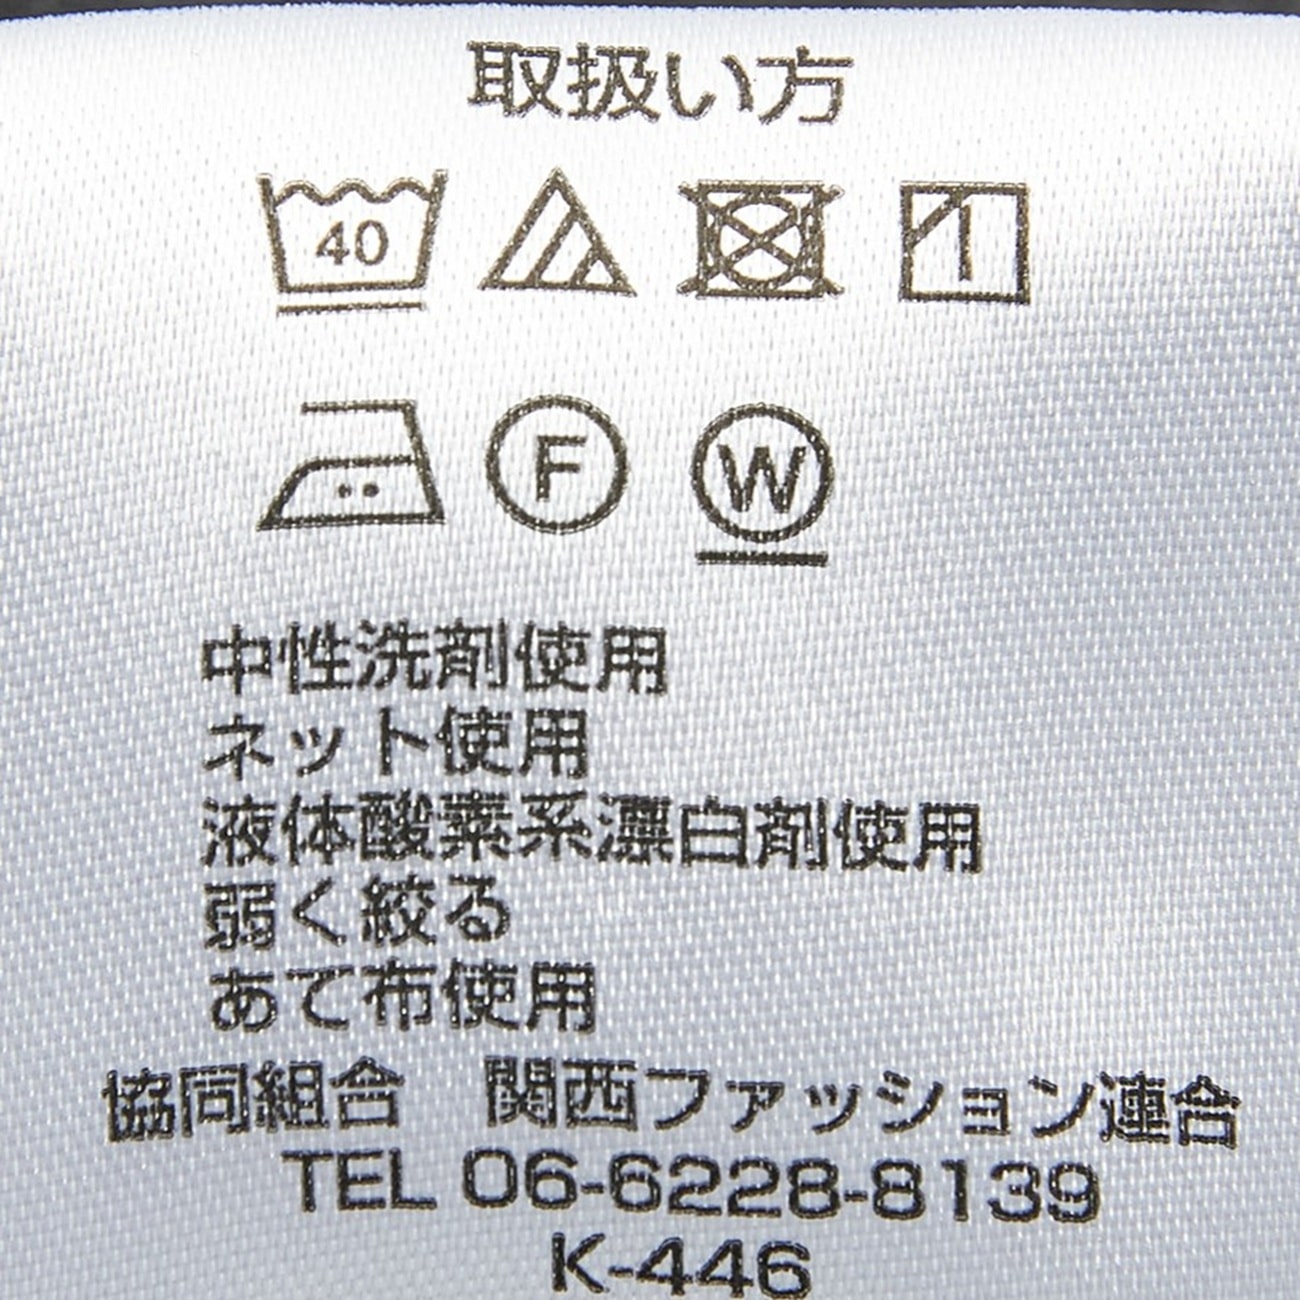 取扱い方
40
F W
中性洗剤使用
ネット使用
液体酸素系漂白剤使用
弱く絞る
あて布使用
協同組合　関西ファッション連合
TEL 06-6228-8139
K-446